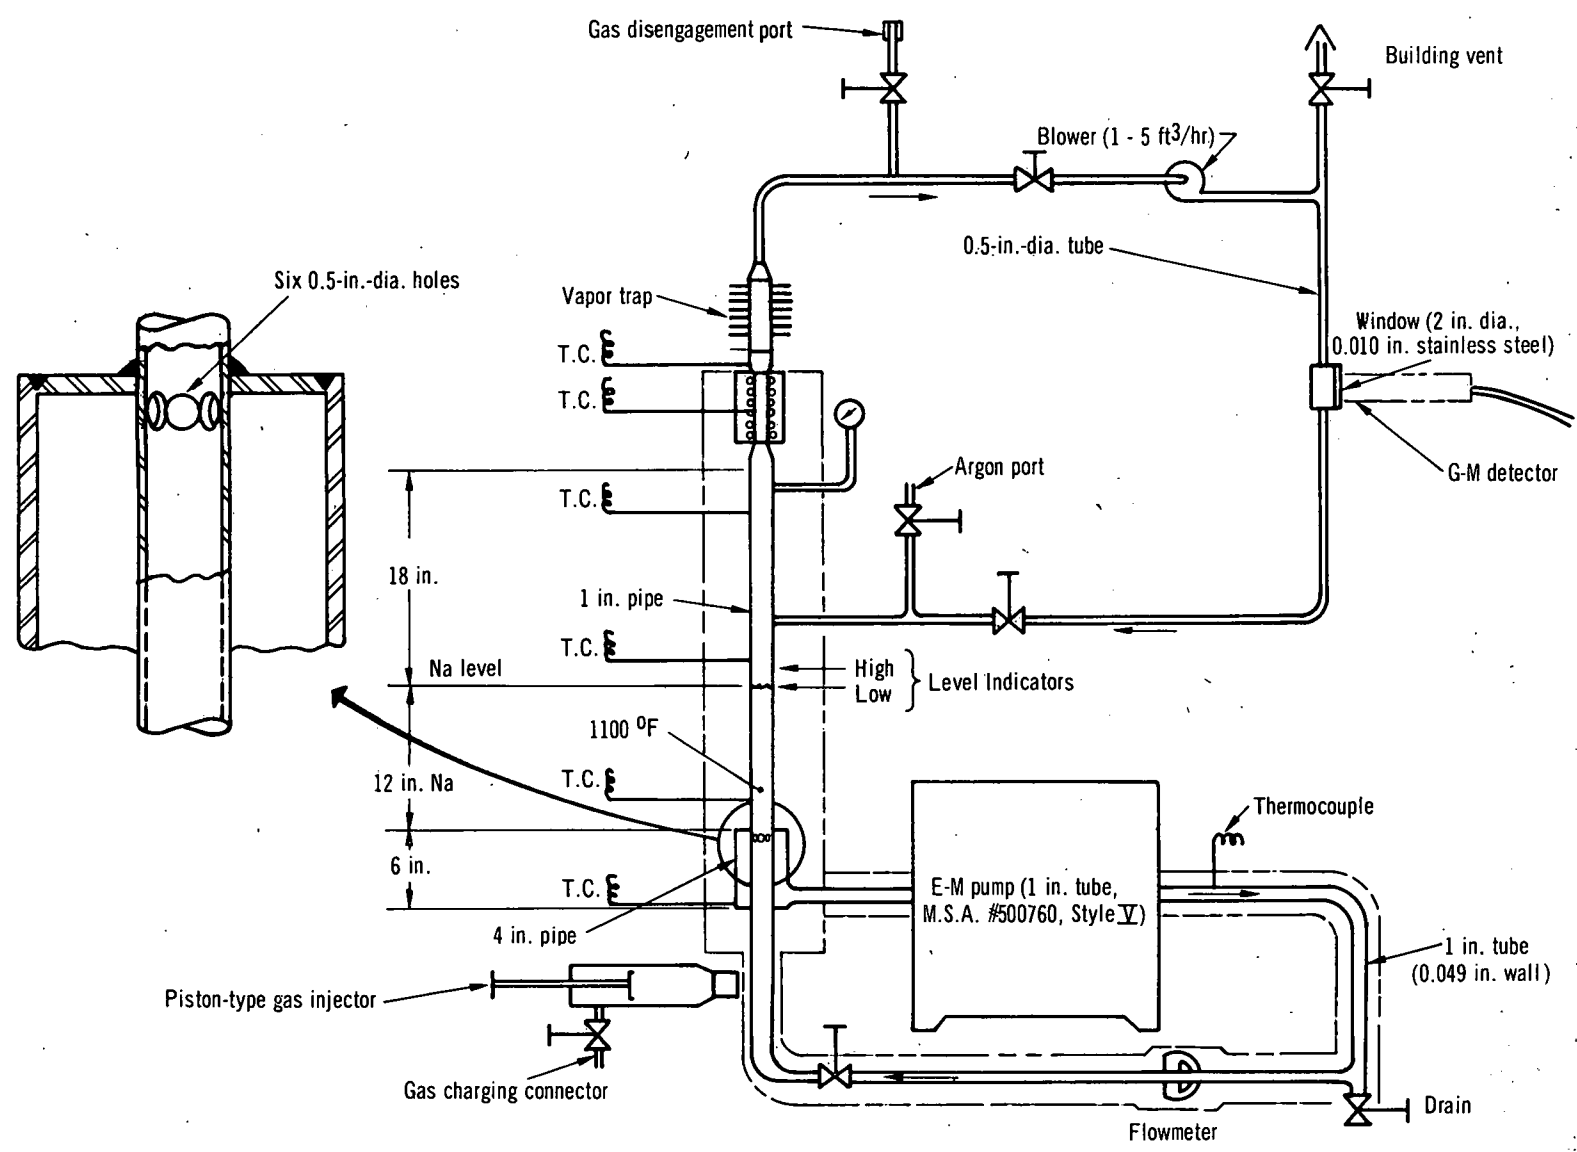 Gas disengagement port
Building vent
Blower (1 - 5 ft3/hr.)
0.5-in.-dia. tube
Six 0.5-in.-dia. holes
Vapor trap
Window (2 in. dia.,
0.010 in. stainless steel)
T.C.
T.C.
Argon port
G-M detector
T.C.
18 in.
1 in. pipe
T.C.
Na level
High
Low
Level Indicators
1100 ºF
T.C.
12 in. Na
Thermocouple
6 in.
T.C.
E-M pump (1 in. tube,
M.S.A. #500760, Style V)
4 in. pipe
1 in. tube
(0.049 in. wall)
Piston-type gas injector
Gas charging connector
Drain
Flowmeter